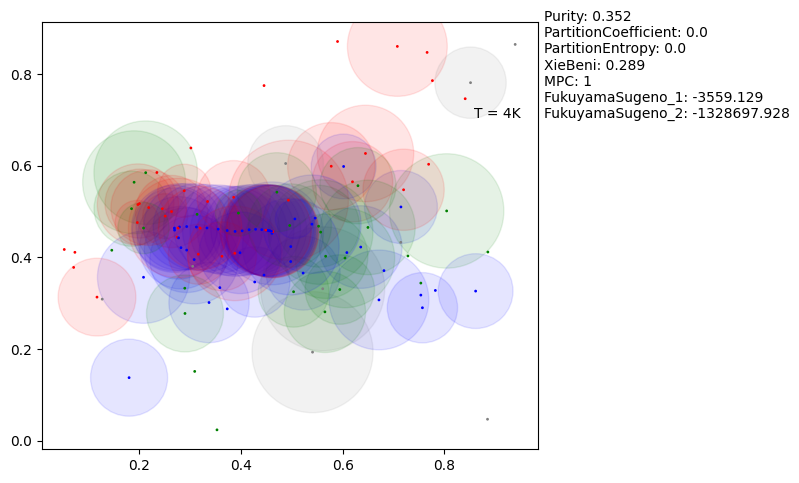 Purity: 0.352
PartitionCoefficient: 0.0
PartitionEntropy: 0.0
XieBeni: 0.289
MPC: 1
FukuyamaSugeno_1: -3559.129
FukuyamaSugeno_2: -1328697.928
T = 4K
0.8
0.6
0.4
0.2
0.0
0.2 0.4 0.6 0.8